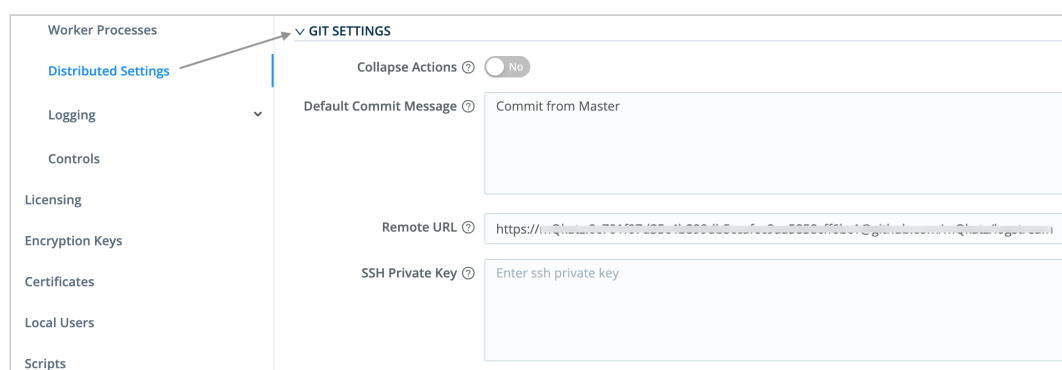 Worker Processes
Distributed Settings
Logging
Controls
Licensing
Encryption Keys
Certificates
Local Users
Scripts
GIT SETTINGS
Collapse Actions
No
Default Commit Message
Commit from Master
Remote URL
https://
SSH Private Key
Enter ssh private key